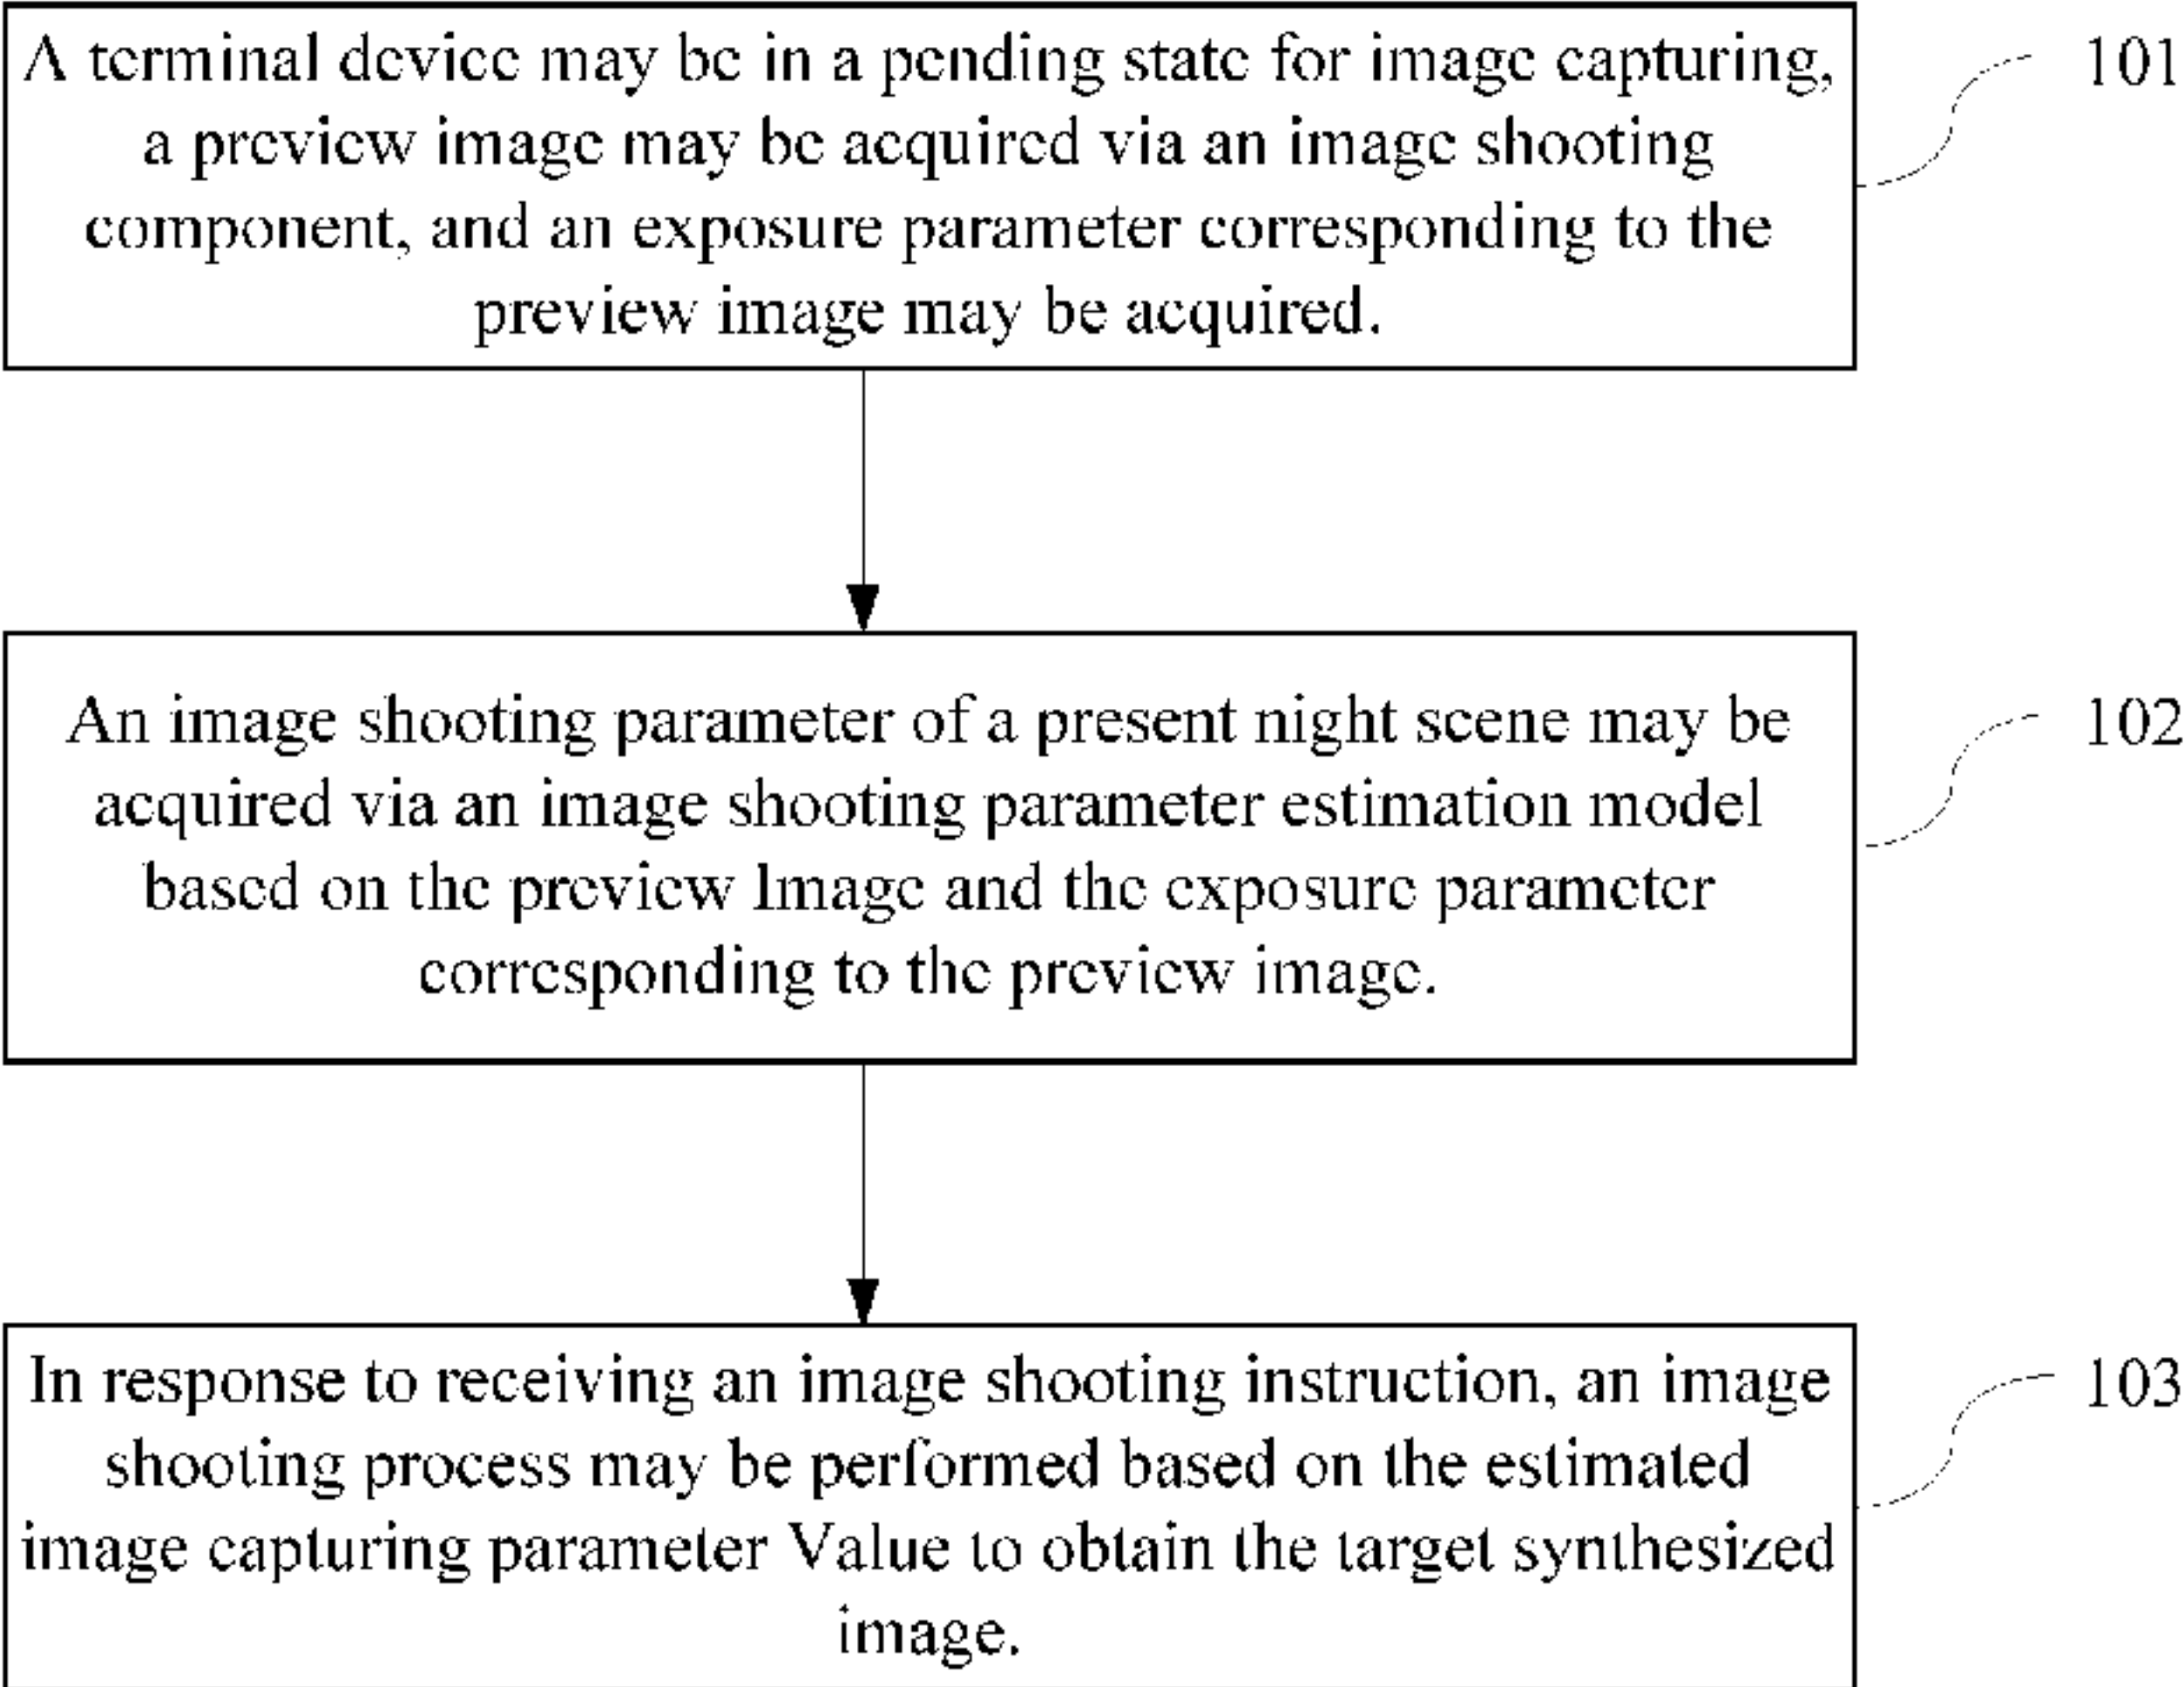 A terminal device may be in a pending state for image capturing,
a preview image may be acquired via an image shooting
component, and an exposure parameter corresponding to the
preview image may be acquired.
101
An image shooting parameter of a present night scene may be
acquired via an image shooting parameter estimation model
based on the preview Image and the exposure parameter
corresponding to the preview image.
102
In response to receiving an image shooting instruction, an image
shooting process may be performed based on the estimated
image capturing parameter Value to obtain the target synthesized
image.
103